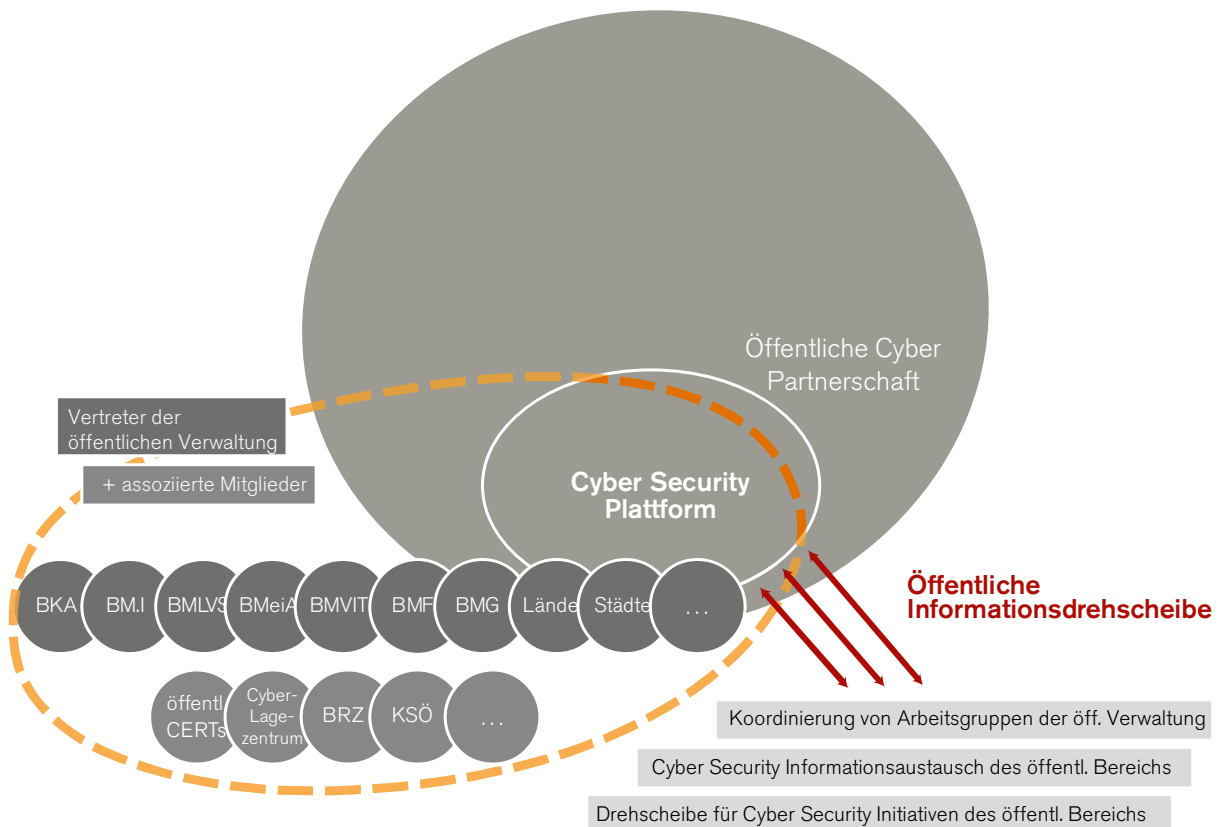 Öffentliche Cyber
Partnerschaft
Vertreter der
öffentlichen Verwaltung
+ assoziierte Mitglieder
Cyber Security
Plattform
BKA
BM.I
BMLVS
BMeiA
BMVIT
BMF
BMG
Lände
Städte
...
öffentl
CERTs
Cyber-
Lage-
zentrum
BRZ
KSÖ
...
Öffentliche
Informationsdrehscheibe
Koordinierung von Arbeitsgruppen der öff. Verwaltung
Cyber Security Informationsaustausch des öffentl. Bereichs
Drehscheibe für Cyber Security Initiativen des öffentl. Bereichs